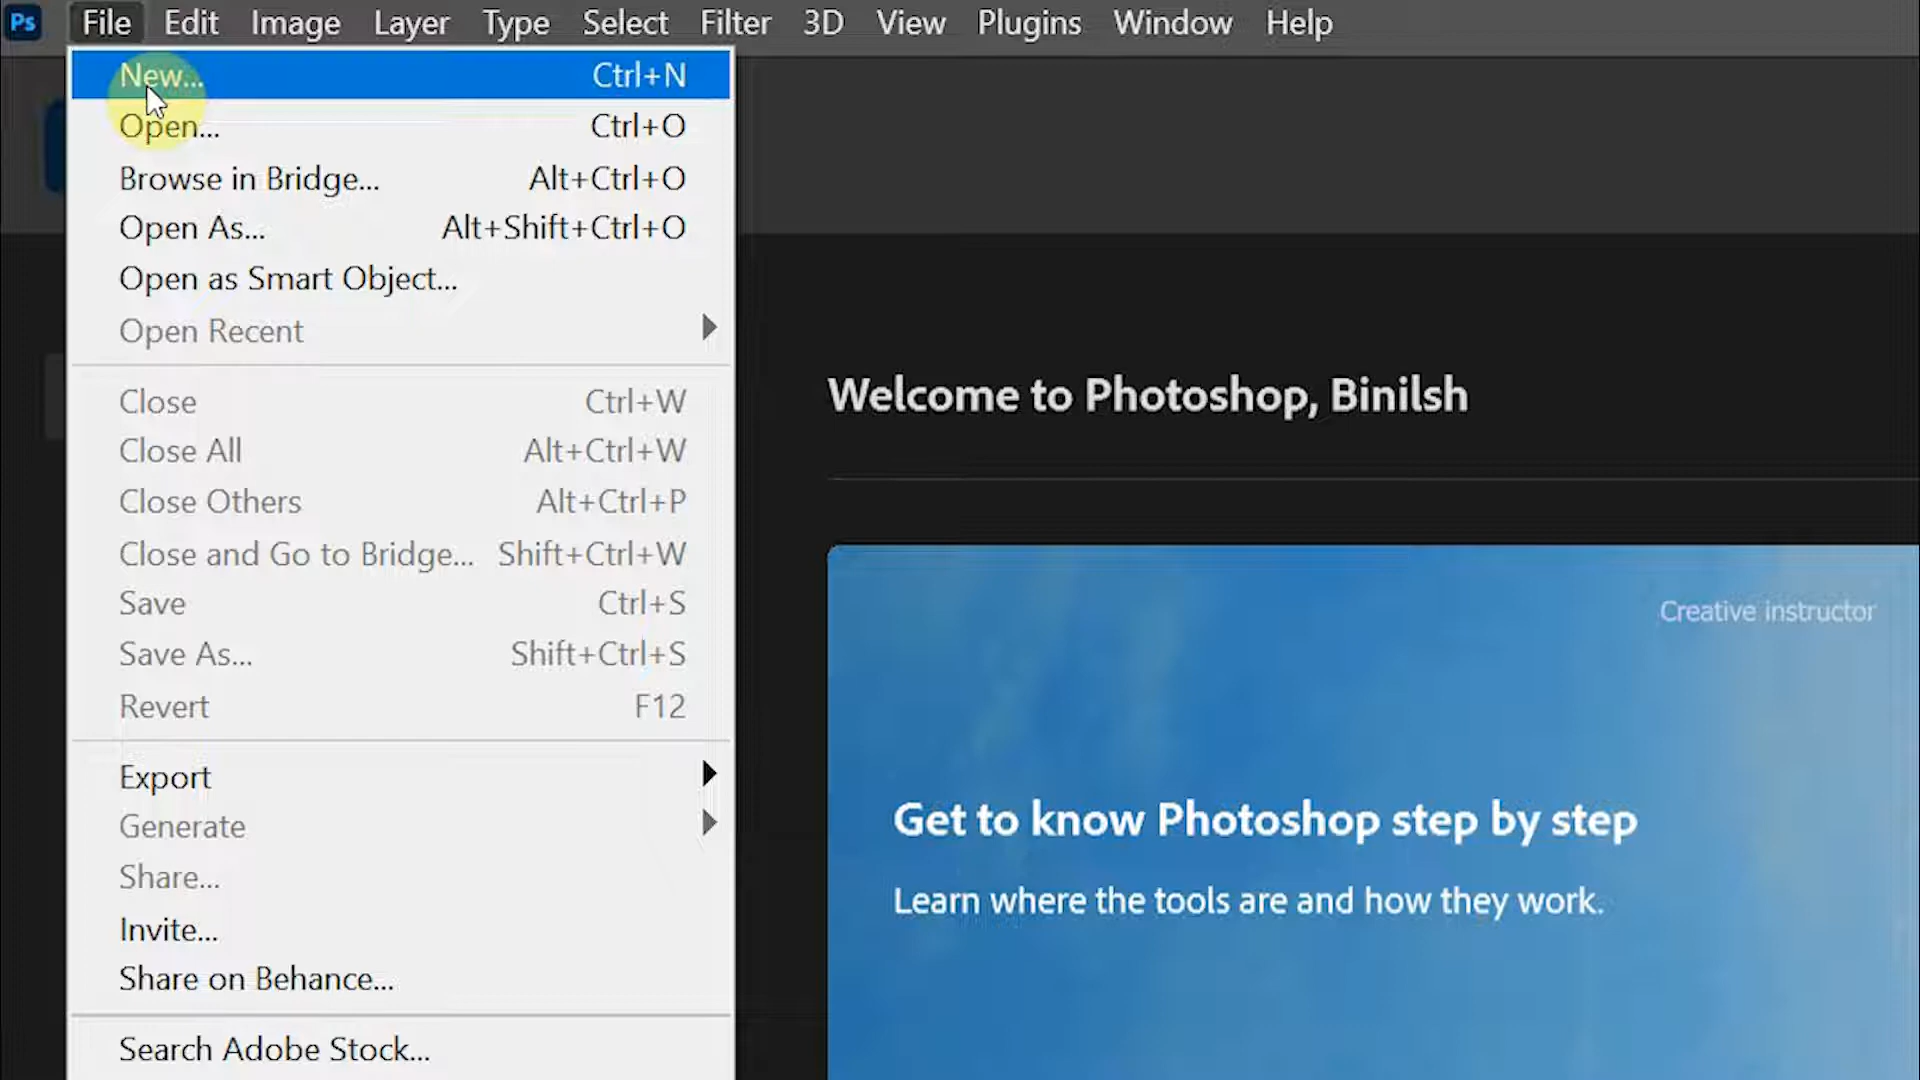 Ps File Edit Image Layer Type Select Filter 3D View Plugins Window Help
New... Ctrl+N
Open... Ctrl+O
Browse in Bridge... Alt+Ctrl+O
Open As... Alt+Shift+Ctrl+O
Open as Smart Object...
Open Recent
Close Ctrl+W
Close All Alt+Ctrl+W
Close Others Alt+Ctrl+P
Close and Go to Bridge... Shift+Ctrl+W
Save Ctrl+S
Save As... Shift+Ctrl+S
Revert F12
Export
Generate
Share...
Invite...
Share on Behance...
Search Adobe Stock...
Welcome to Photoshop, Binilsh
Creative instructor
Get to know Photoshop step by step
Learn where the tools are and how they work.